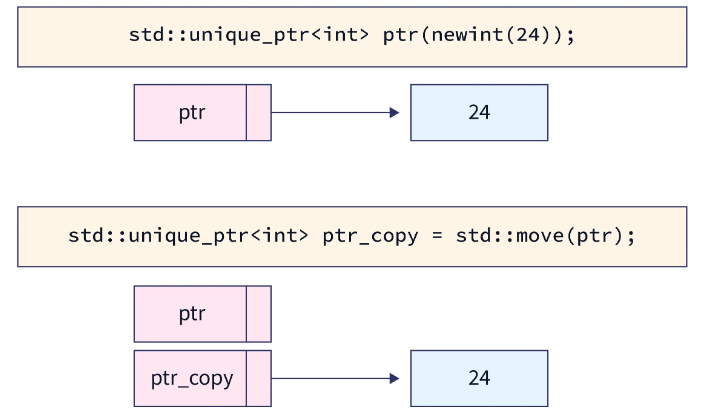 std::unique_ptr<int> ptr(newint(24));
ptr
24
std::unique_ptr<int> ptr_copy = std::move(ptr);
ptr
ptr_copy
24